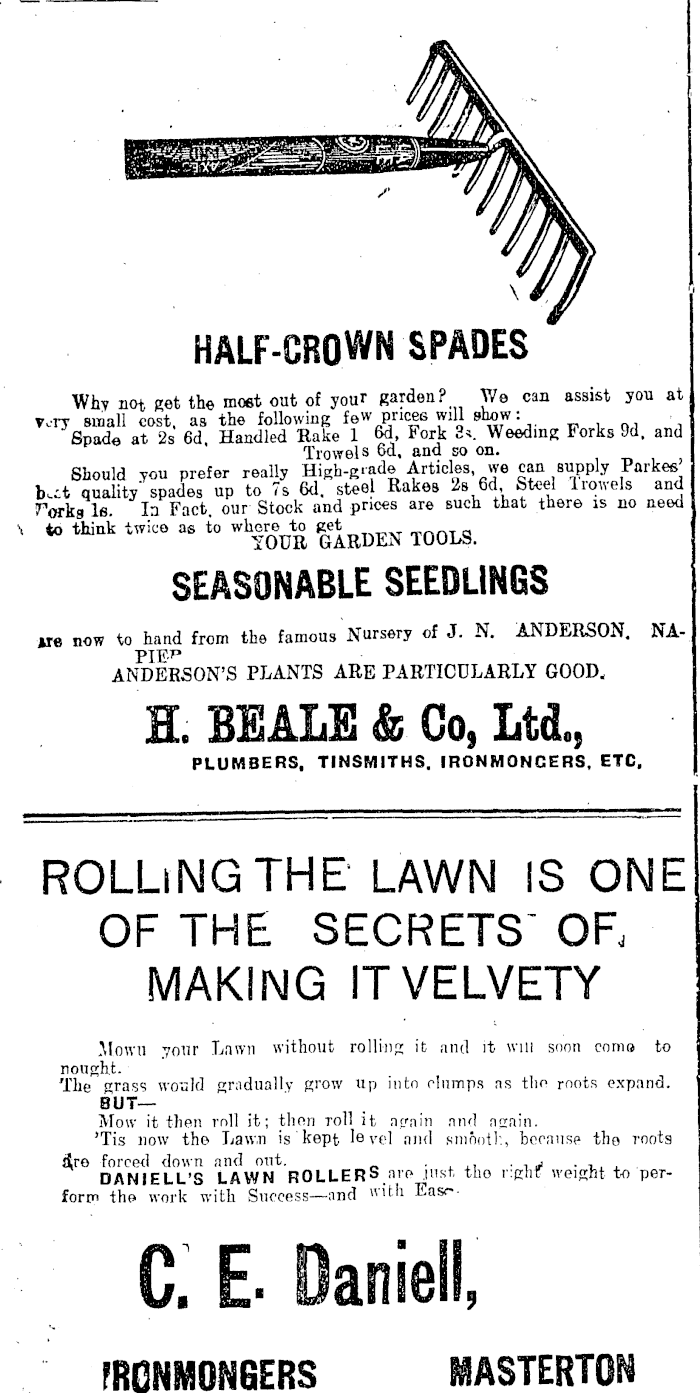 HALF-CROWN SPADES
Why not get the most out of your garden? We can assist you at
very small cost, as the following few prices will show:
Spade at 2s 6d, Handled Rake 1 6d, Fork 3s, Weeding Forks 9d, and
Trowels 6d, and so on.
Should you prefer really High-grade Articles, we can supply Parkes'
best quality spades up to 7s 6d, steel Rakes 2s 6d, Steel Trowels and
Forks 1s. In Fact, our Stock and prices are such that there is no need
to think twice as to where to get
YOUR GARDEN TOOLS.
SEASONABLE SEEDLINGS
Are now to hand from the famous Nursery of J. N. ANDERSON, NA-
PIER
ANDERSON'S PLANTS ARE PARTICULARLY GOOD.
H. BEALE & Co, Ltd.,
PLUMBERS, TINSMITHS, IRONMONGERS, ETC,
ROLLING THE LAWN IS ONE
OF THE SECRETS OF
MAKING IT VELVETY
Mown your Lawn without rolling it and it will soon come to
nought.
The grass would gradually grow up into clumps as the roots expand.
BUT—
Mow it then roll it; then roll it again and again.
'Tis now the Lawn is kept level and smooth, because the roots
are forced down and out.
DANIELL'S LAWN ROLLERS are just the right weight to per-
form the work with Success—and with Ease.
C. E. Daniell,
IRONMONGERS MASTERTON